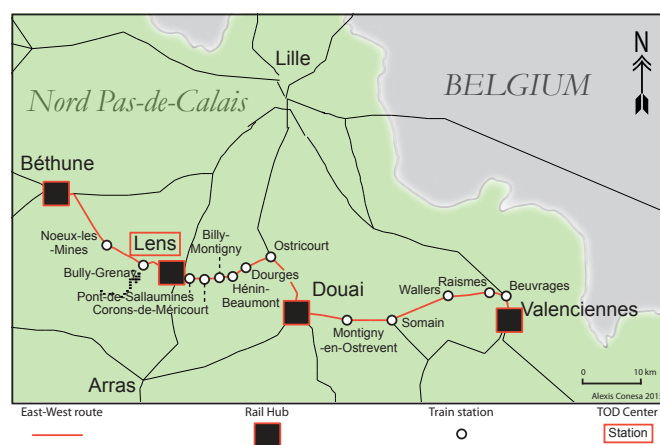 Lille
N
Nord Pas-de-Calais
BELGIUM
Béthune
Noeux-les
-Mines
Lens
Billy-
Montigny
Ostricourt
Bully-Grenay
Dourges
Hénin-
Beaumont
Pont-de-Sallaumines
Corons-de-Méricourt
Douai
Wallers
Raismes
Beuvrages
Valenciennes
Montigny
-en-Ostrevent
Somain
Arras
0 10 km
Alexis Conesa 2015
East-West route
Rail Hub
Train station
TOD Center
Station